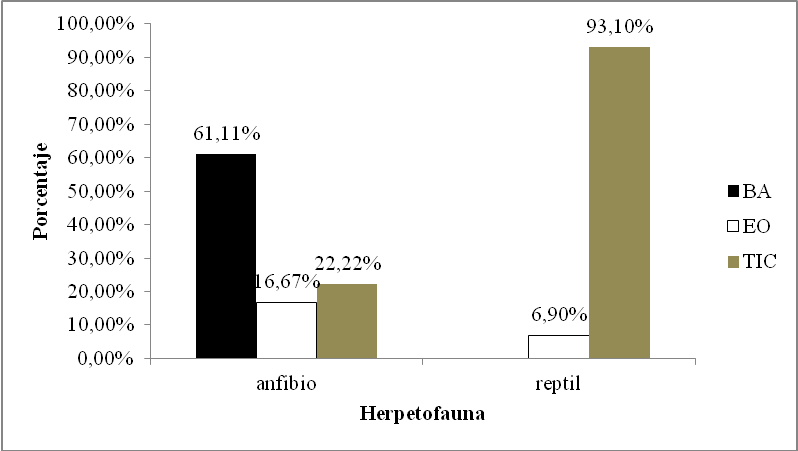 100,00%
90,00%
80,00%
70,00%
60,00%
50,00%
40,00%
30,00%
20,00%
10,00%
0,00%
Porcentaje
61,11%
16,67%
22,22%
6,90%
93,10%
anfibio
reptil
Herpetofauna
BA
EO
TIC